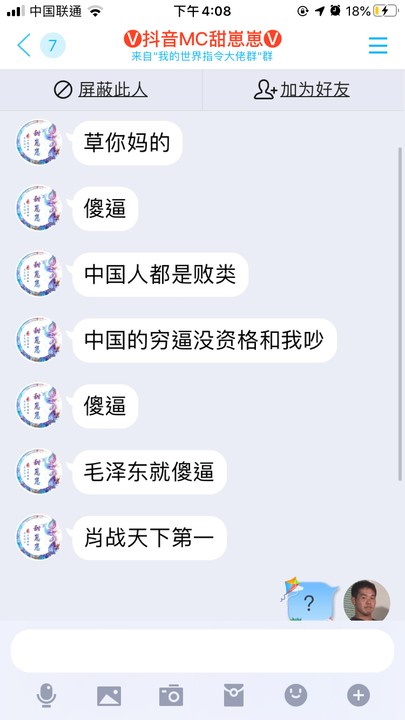 中国联通
下午4:08
18%
7
Ⓥ抖音MC甜崽崽Ⓥ
来自"我的世界指令大佬群"群
屏蔽此人
加为好友
草你妈的
傻逼
中国人都是败类
中国的穷逼没资格和我吵
傻逼
毛泽东就傻逼
肖战天下第一
?